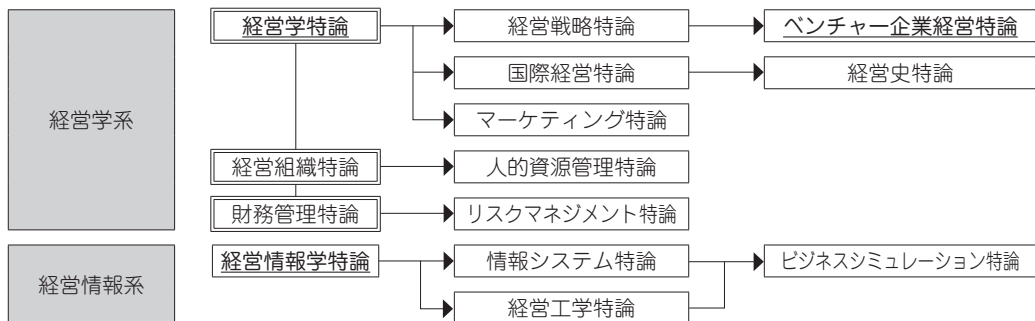 経営学系
経営学特論
経営戦略特論
ベンチャー企業経営特論
国際経営特論
経営史特論
マーケティング特論
経営組織特論
人的資源管理特論
財務管理特論
リスクマネジメント特論
経営情報系
経営情報学特論
情報システム特論
ビジネスシミュレーション特論
経営工学特論